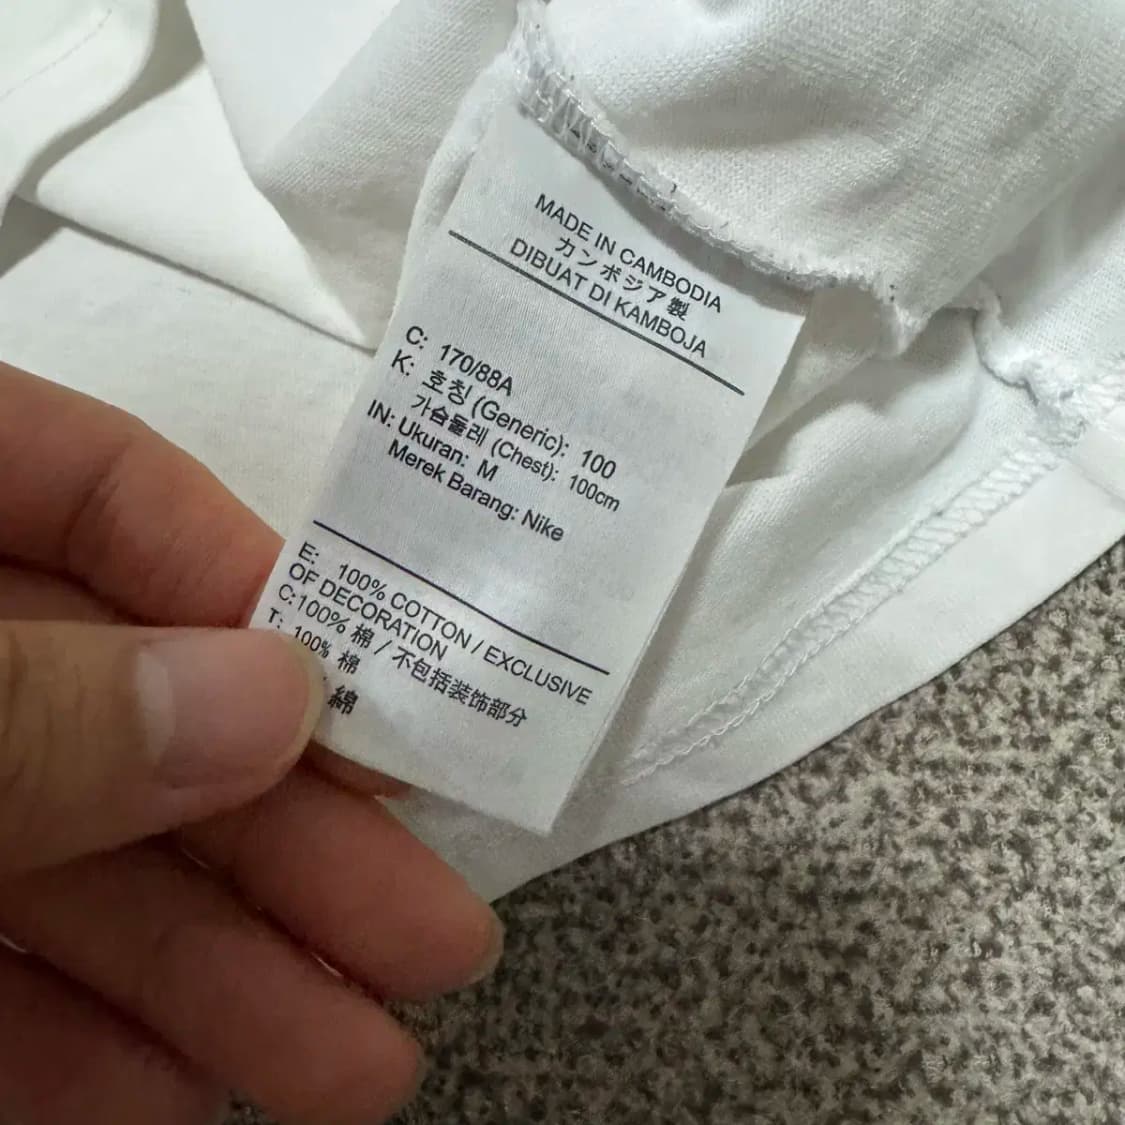 MADE IN CAMBODIA
カンボジア製
DIBUAT DI KAMBOJA
C: 170/88A
K: 호칭 (Generic): 100
가슴둘레 (Chest): 100cm
IN: Ukuran: M
Merek Barang: Nike
E: 100% COTTON / EXCLUSIVE
OF DECORATION
C:100% 棉 / 不包括装饰部分
T: 100% 棉
綿